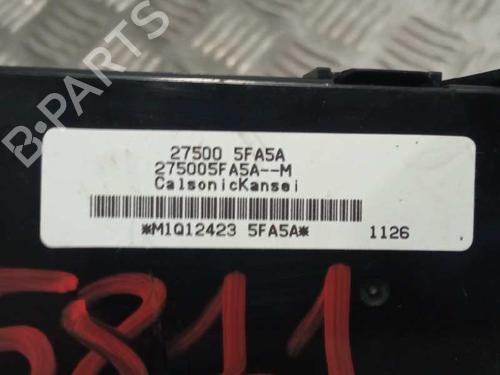 27500 5FA5A
275005FA5A--M
CalsonicKansei
*M1Q12423 5FA5A*
1126
5811
B-PARTS